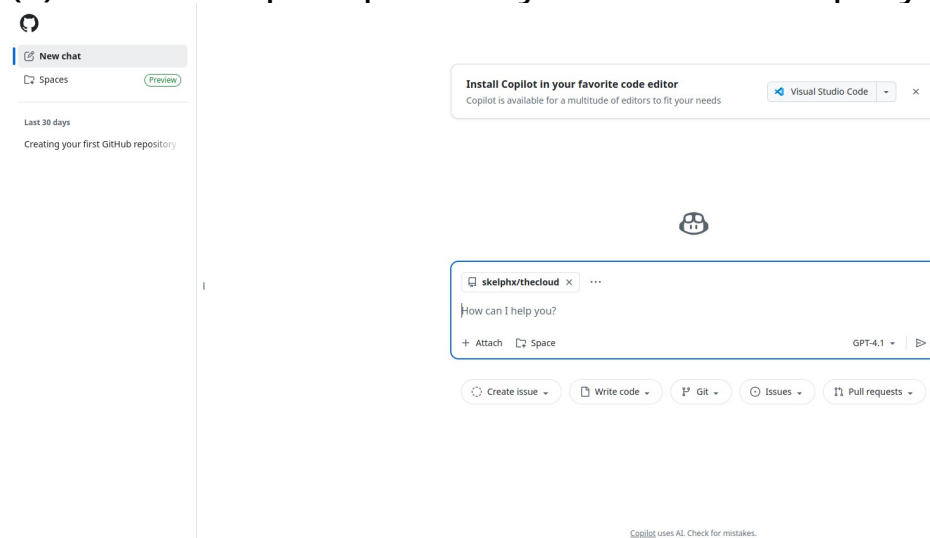 New chat
Spaces Preview
Last 30 days
Creating your first GitHub repository
Install Copilot in your favorite code editor
Copilot is available for a multitude of editors to fit your needs
Visual Studio Code
skelphx/thecloud
How can I help you?
Attach Space GPT-4.1
Create issue Write code Git Issues Pull requests
Copilot uses AI. Check for mistakes.